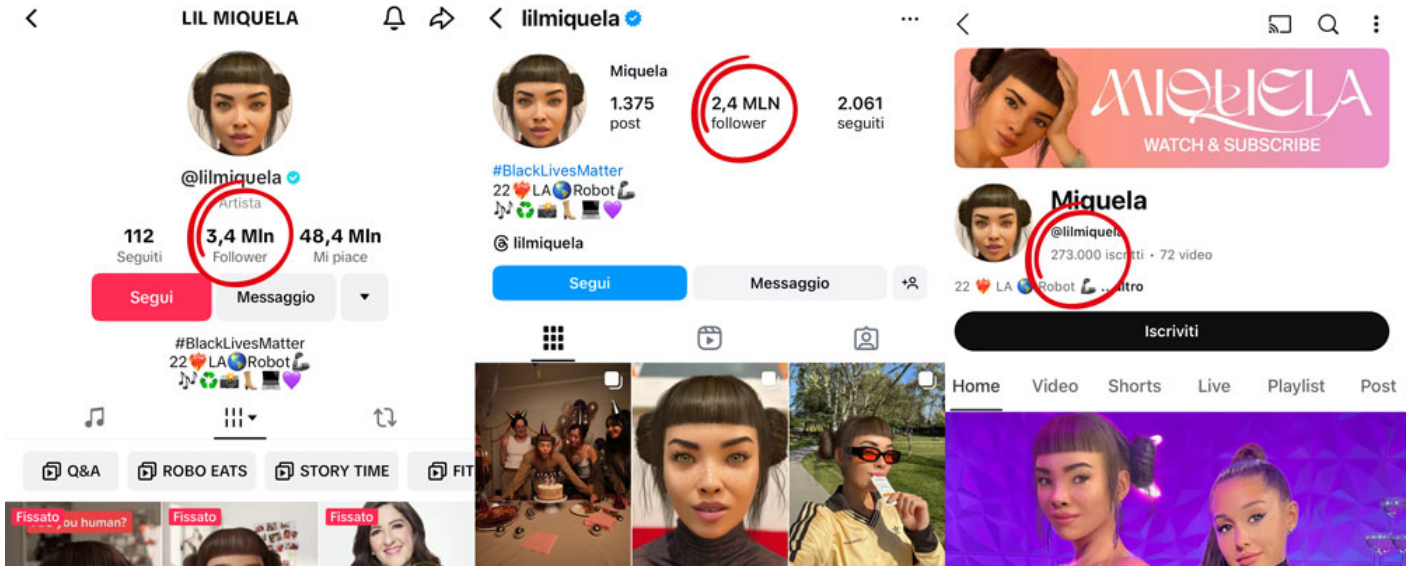 LIL MIQUELA
@lilmiquela
Artista
112
Seguiti
3,4 Mln
Follower
48,4 Mln
Mi piace
Segui
Messaggio
#BlackLivesMatter
22❤️‍🔥LA🌎Robot🦾
🎶♻️📸👢💻💜
Q&A
ROBO EATS
STORY TIME
FIT
Fissato
you human?
Fissato
Fissato
lilmiquela
Miquela
1.375
post
2,4 MLN
follower
2.061
seguiti
#BlackLivesMatter
22❤️‍🔥LA🌎Robot🦾
🎶♻️📸👢💻💜
lilmiquela
Segui
Messaggio
MIQUELA
WATCH & SUBSCRIBE
Miquela
@lilmiquela
273.000 iscritti • 72 video
22 ❤️‍🔥 LA 🌎 Robot 🦾 ...altro
Iscriviti
Home Video Shorts Live Playlist Post